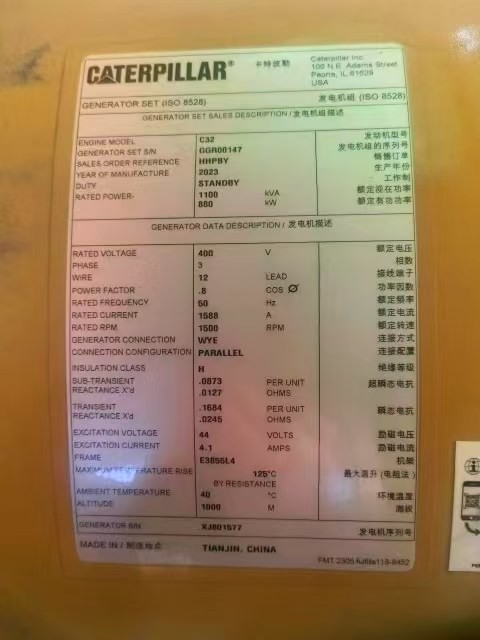 CATERPILLAR®
卡特彼勒
Caterpillar Inc.
100 N.E. Adams Street
Peoria, IL 61629
USA
GENERATOR SET (ISO 8528) 发电机组 (ISO 8528)
GENERATOR SET SALES DESCRIPTION / 发电机组描述
ENGINE MODEL C32 发动机型号
GENERATOR SET S/N GGR00147 发电机组的序列号
SALES ORDER REFERENCE HHPBY 销售订单
YEAR OF MANUFACTURE 2023 生产年份
DUTY STANDBY 工作制
RATED POWER- 1100 kVA 额定视在功率
880 kW 额定有功功率
GENERATOR DATA DESCRIPTION / 发电机描述
RATED VOLTAGE 400 V 额定电压
PHASE 3 相数
WIRE 12 LEAD 接线端子
POWER FACTOR .8 COS Ø 功率因数
RATED FREQUENCY 50 Hz 额定频率
RATED CURRENT 1588 A 额定电流
RATED RPM 1500 RPM 额定转速
GENERATOR CONNECTION WYE 连接方式
CONNECTION CONFIGURATION PARALLEL 连接配置
INSULATION CLASS H 绝缘等级
SUB-TRANSIENT .0873 PER UNIT 超瞬态电抗
REACTANCE X"d .0127 OHMS
TRANSIENT .1684 PER UNIT 瞬态电抗
REACTANCE X'd .0245 OHMS
EXCITATION VOLTAGE 44 VOLTS 励磁电压
EXCITATION CURRENT 4.1 AMPS 励磁电流
FRAME E3855L4 机架
MAXIMUM TEMPERATURE RISE 125°C 最大温升 (电阻法)
BY RESISTANCE
AMBIENT TEMPERATURE 40 °C 环境温度
ALTITUDE 1000 M 海拔
GENERATOR S/N XJB01577 发电机序列号
MADE IN / 制造地点 TIANJIN, CHINA